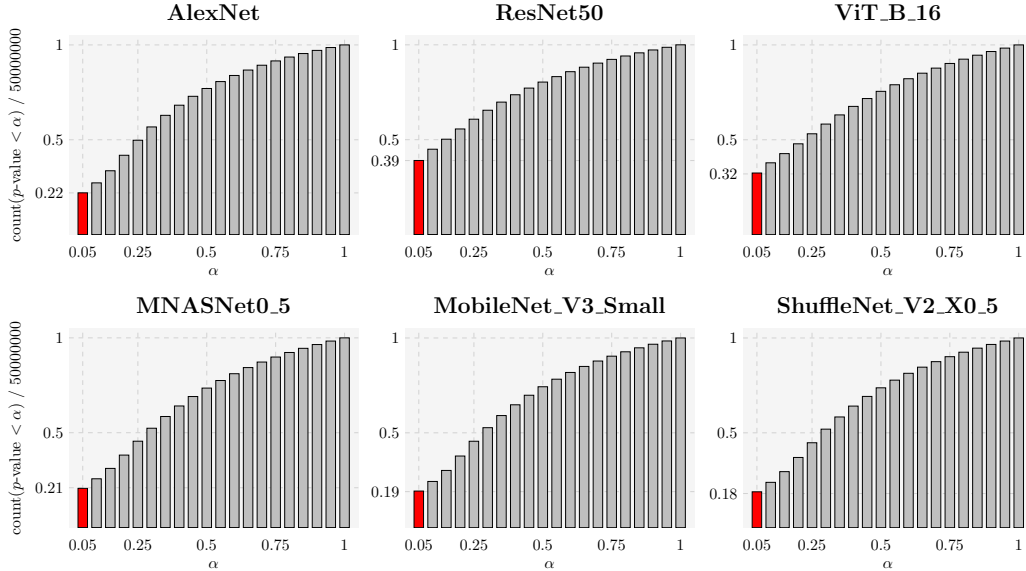 AlexNet
ResNet50
ViT_B_16
count(p-value < α) / 50000000
1
0.5
0.22
0.05 0.25 0.5 0.75 1
α
1
0.5
0.39
0.05 0.25 0.5 0.75 1
α
1
0.5
0.32
0.05 0.25 0.5 0.75 1
α
MNASNet0_5
MobileNet_V3_Small
ShuffleNet_V2_X0_5
count(p-value < α) / 50000000
1
0.5
0.21
0.05 0.25 0.5 0.75 1
α
1
0.5
0.19
0.05 0.25 0.5 0.75 1
α
1
0.5
0.18
0.05 0.25 0.5 0.75 1
α